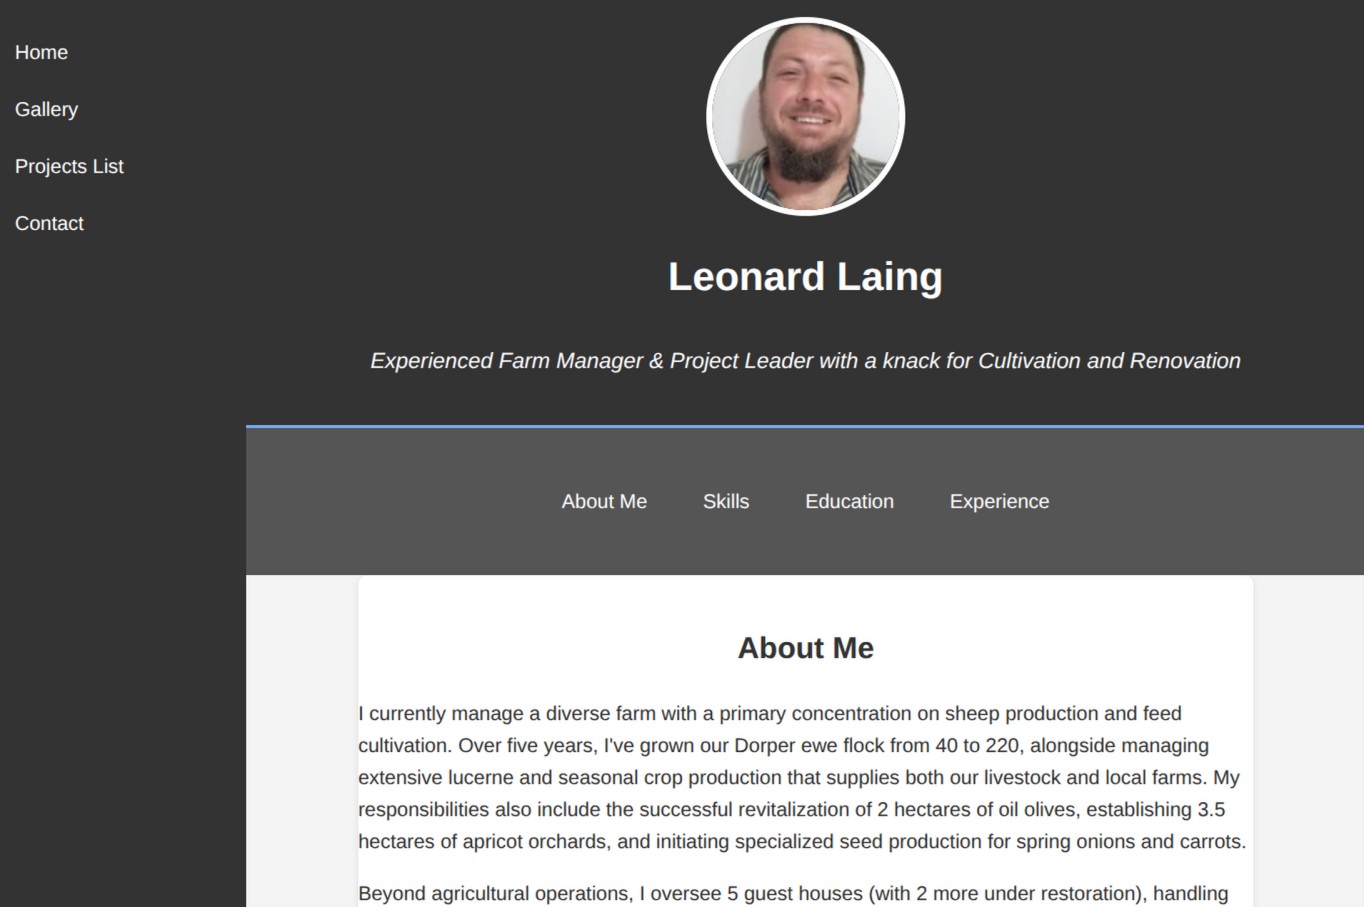 Home
Gallery
Projects List
Contact
Leonard Laing
Experienced Farm Manager & Project Leader with a knack for Cultivation and Renovation
About Me Skills Education Experience
About Me
I currently manage a diverse farm with a primary concentration on sheep production and feed
cultivation. Over five years, I've grown our Dorper ewe flock from 40 to 220, alongside managing
extensive lucerne and seasonal crop production that supplies both our livestock and local farms. My
responsibilities also include the successful revitalization of 2 hectares of oil olives, establishing 3.5
hectares of apricot orchards, and initiating specialized seed production for spring onions and carrots.
Beyond agricultural operations, I oversee 5 guest houses (with 2 more under restoration), handling